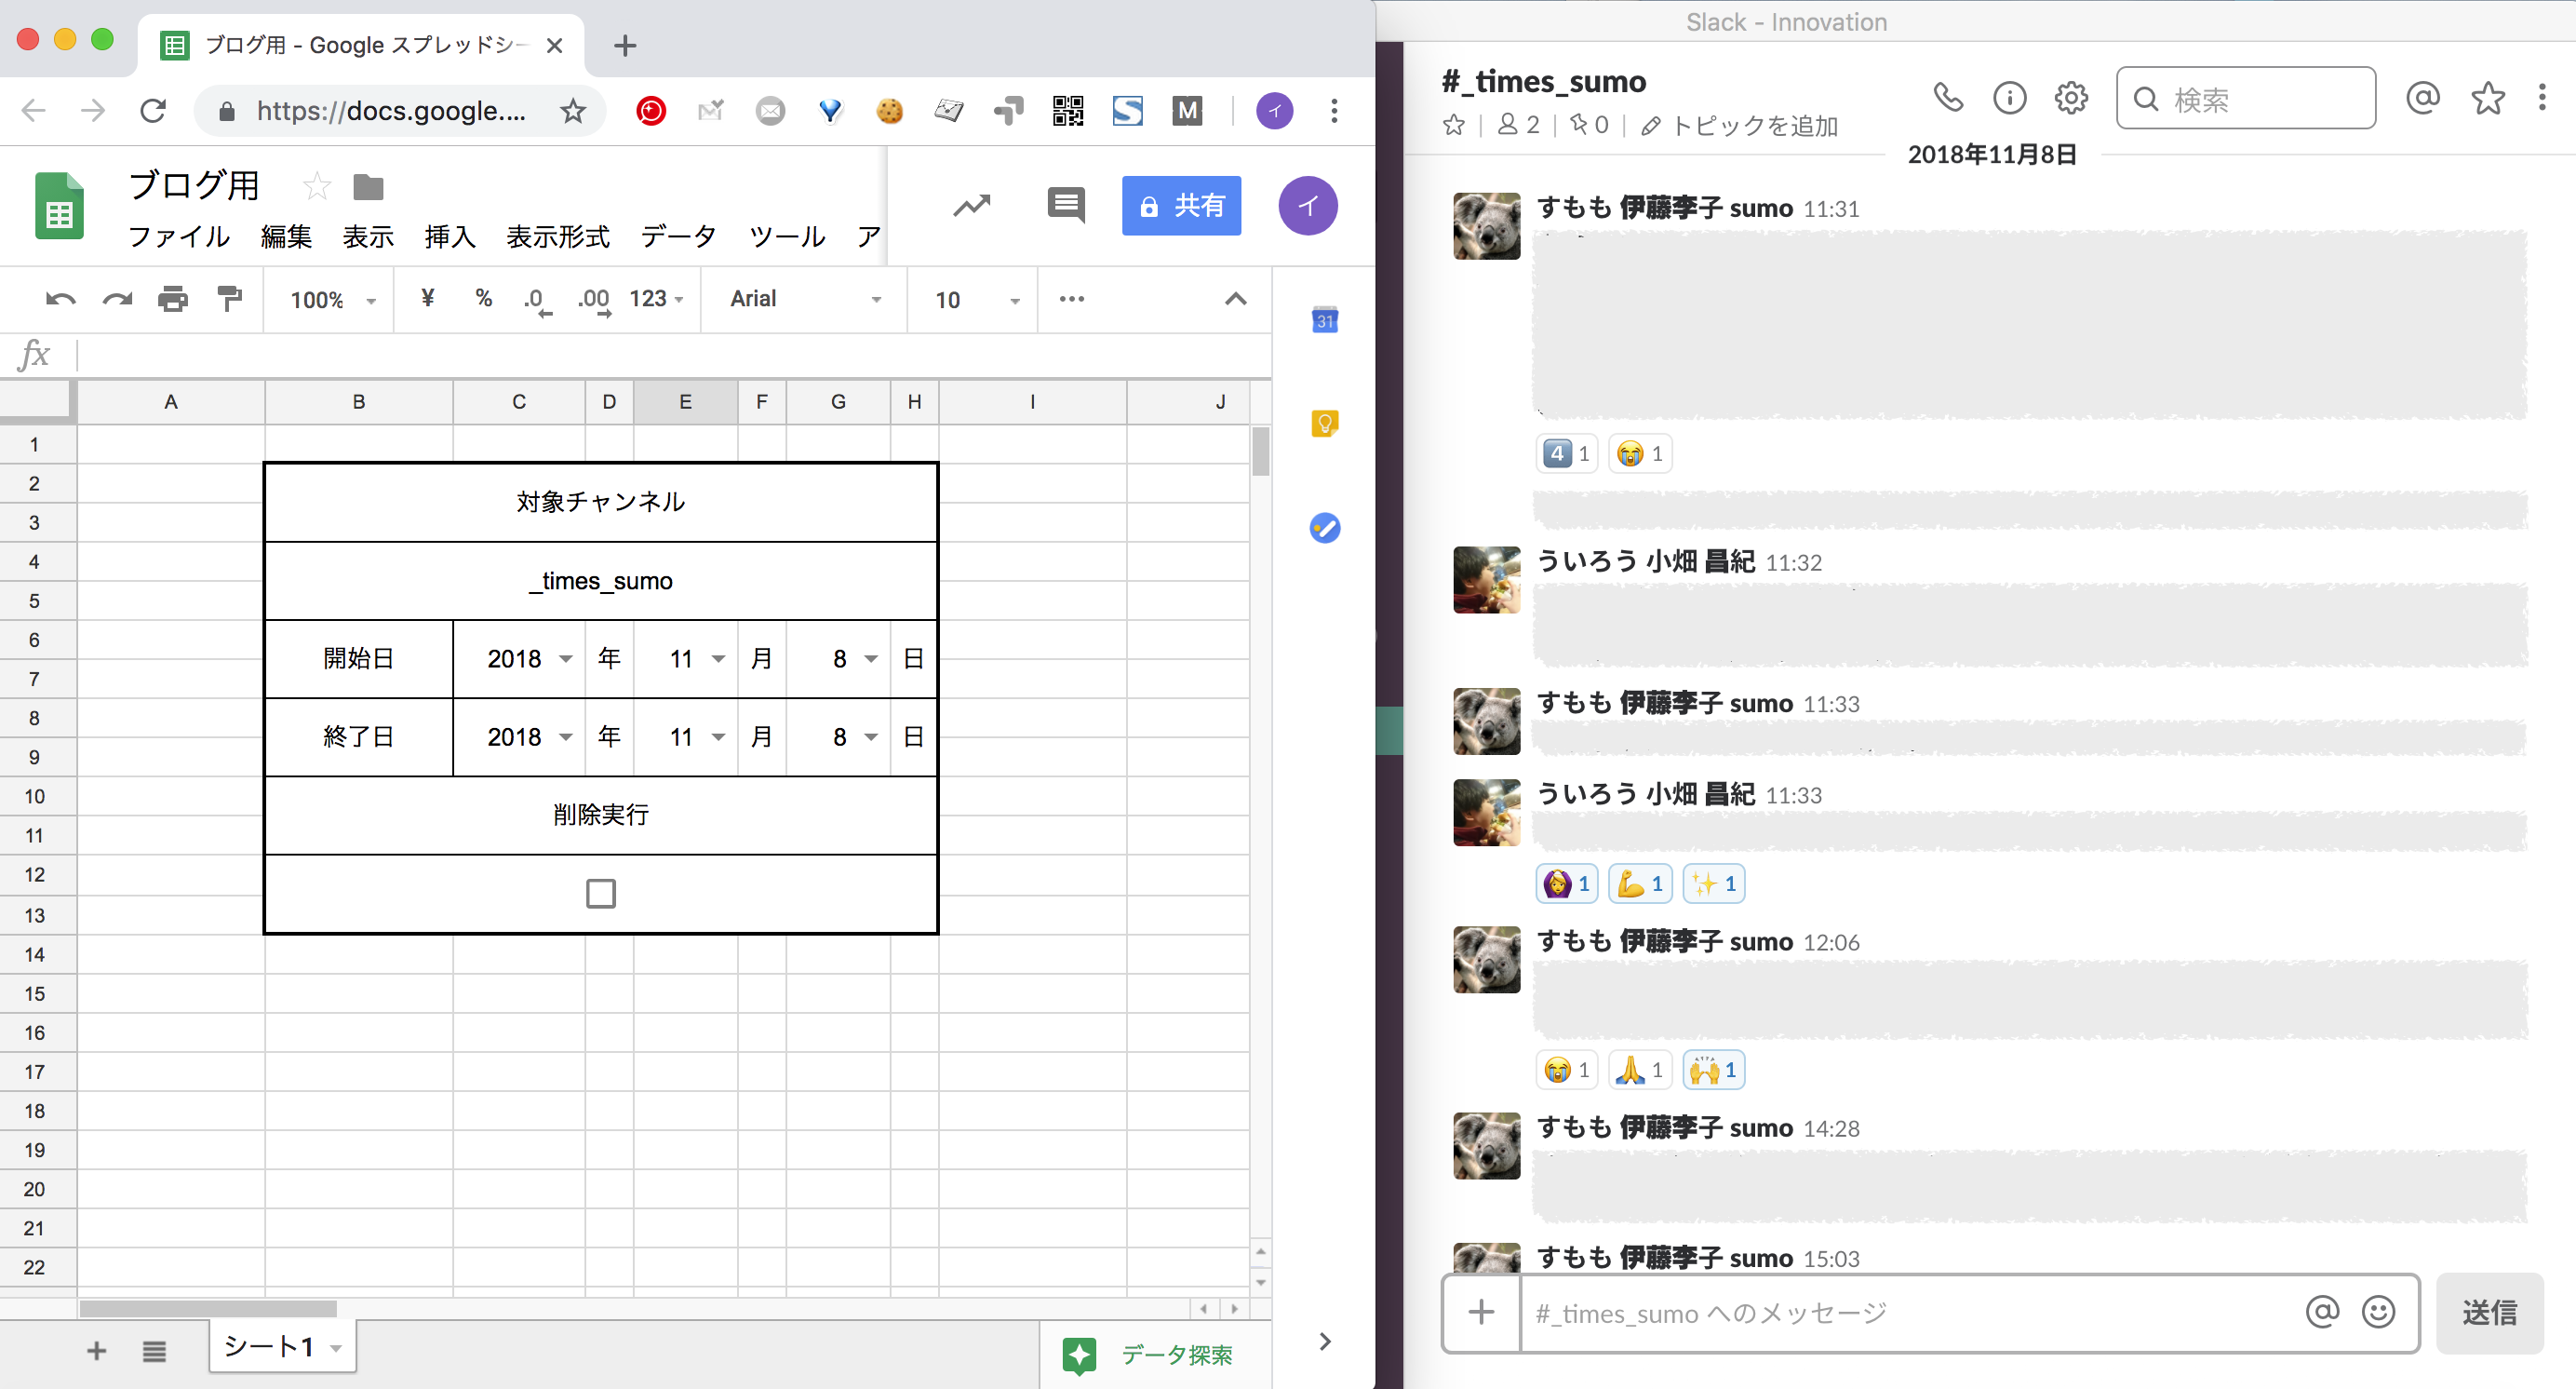 ブログ用 - Google スプレッドシー
https://docs.google....
M
イ
ブログ用
ファイル 編集 表示 挿入 表示形式 データ ツール ア
共有
イ
100% ¥ % .0 .00 123 Arial 10
31
fx
A B C D E F G H I J
1
2
3
4
5
6
7
8
9
10
11
12
13
14
15
16
17
18
19
20
21
22
対象チャンネル
_times_sumo
開始日 2018 年 11 月 8 日
終了日 2018 年 11 月 8 日
削除実行
シート1
データ探索
Slack - Innovation
#_times_sumo
2 0 トピックを追加
検索
2018年11月8日
すもも 伊藤李子 sumo 11:31
4 1 1
ういろう 小畑 昌紀 11:32
すもも 伊藤李子 sumo 11:33
ういろう 小畑 昌紀 11:33
1 1 1
すもも 伊藤李子 sumo 12:06
1 1 1
すもも 伊藤李子 sumo 14:28
すもも 伊藤李子 sumo 15:03
#_times_sumo へのメッセージ
送信